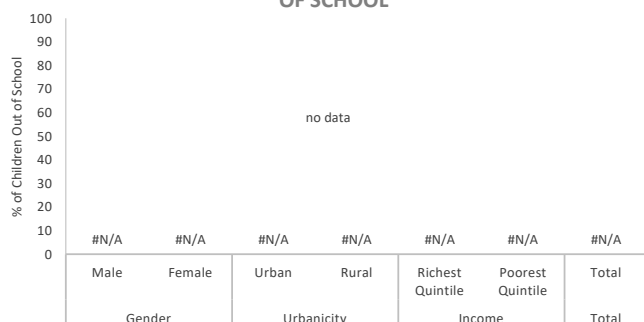 OF SCHOOL
100
90
80
70
60
50
40
30
20
10
0
% of Children Out of School
no data
#N/A #N/A #N/A #N/A #N/A #N/A #N/A
Male Female Urban Rural Richest Quintile Poorest Quintile Total
Gender Urbanicity Income Total